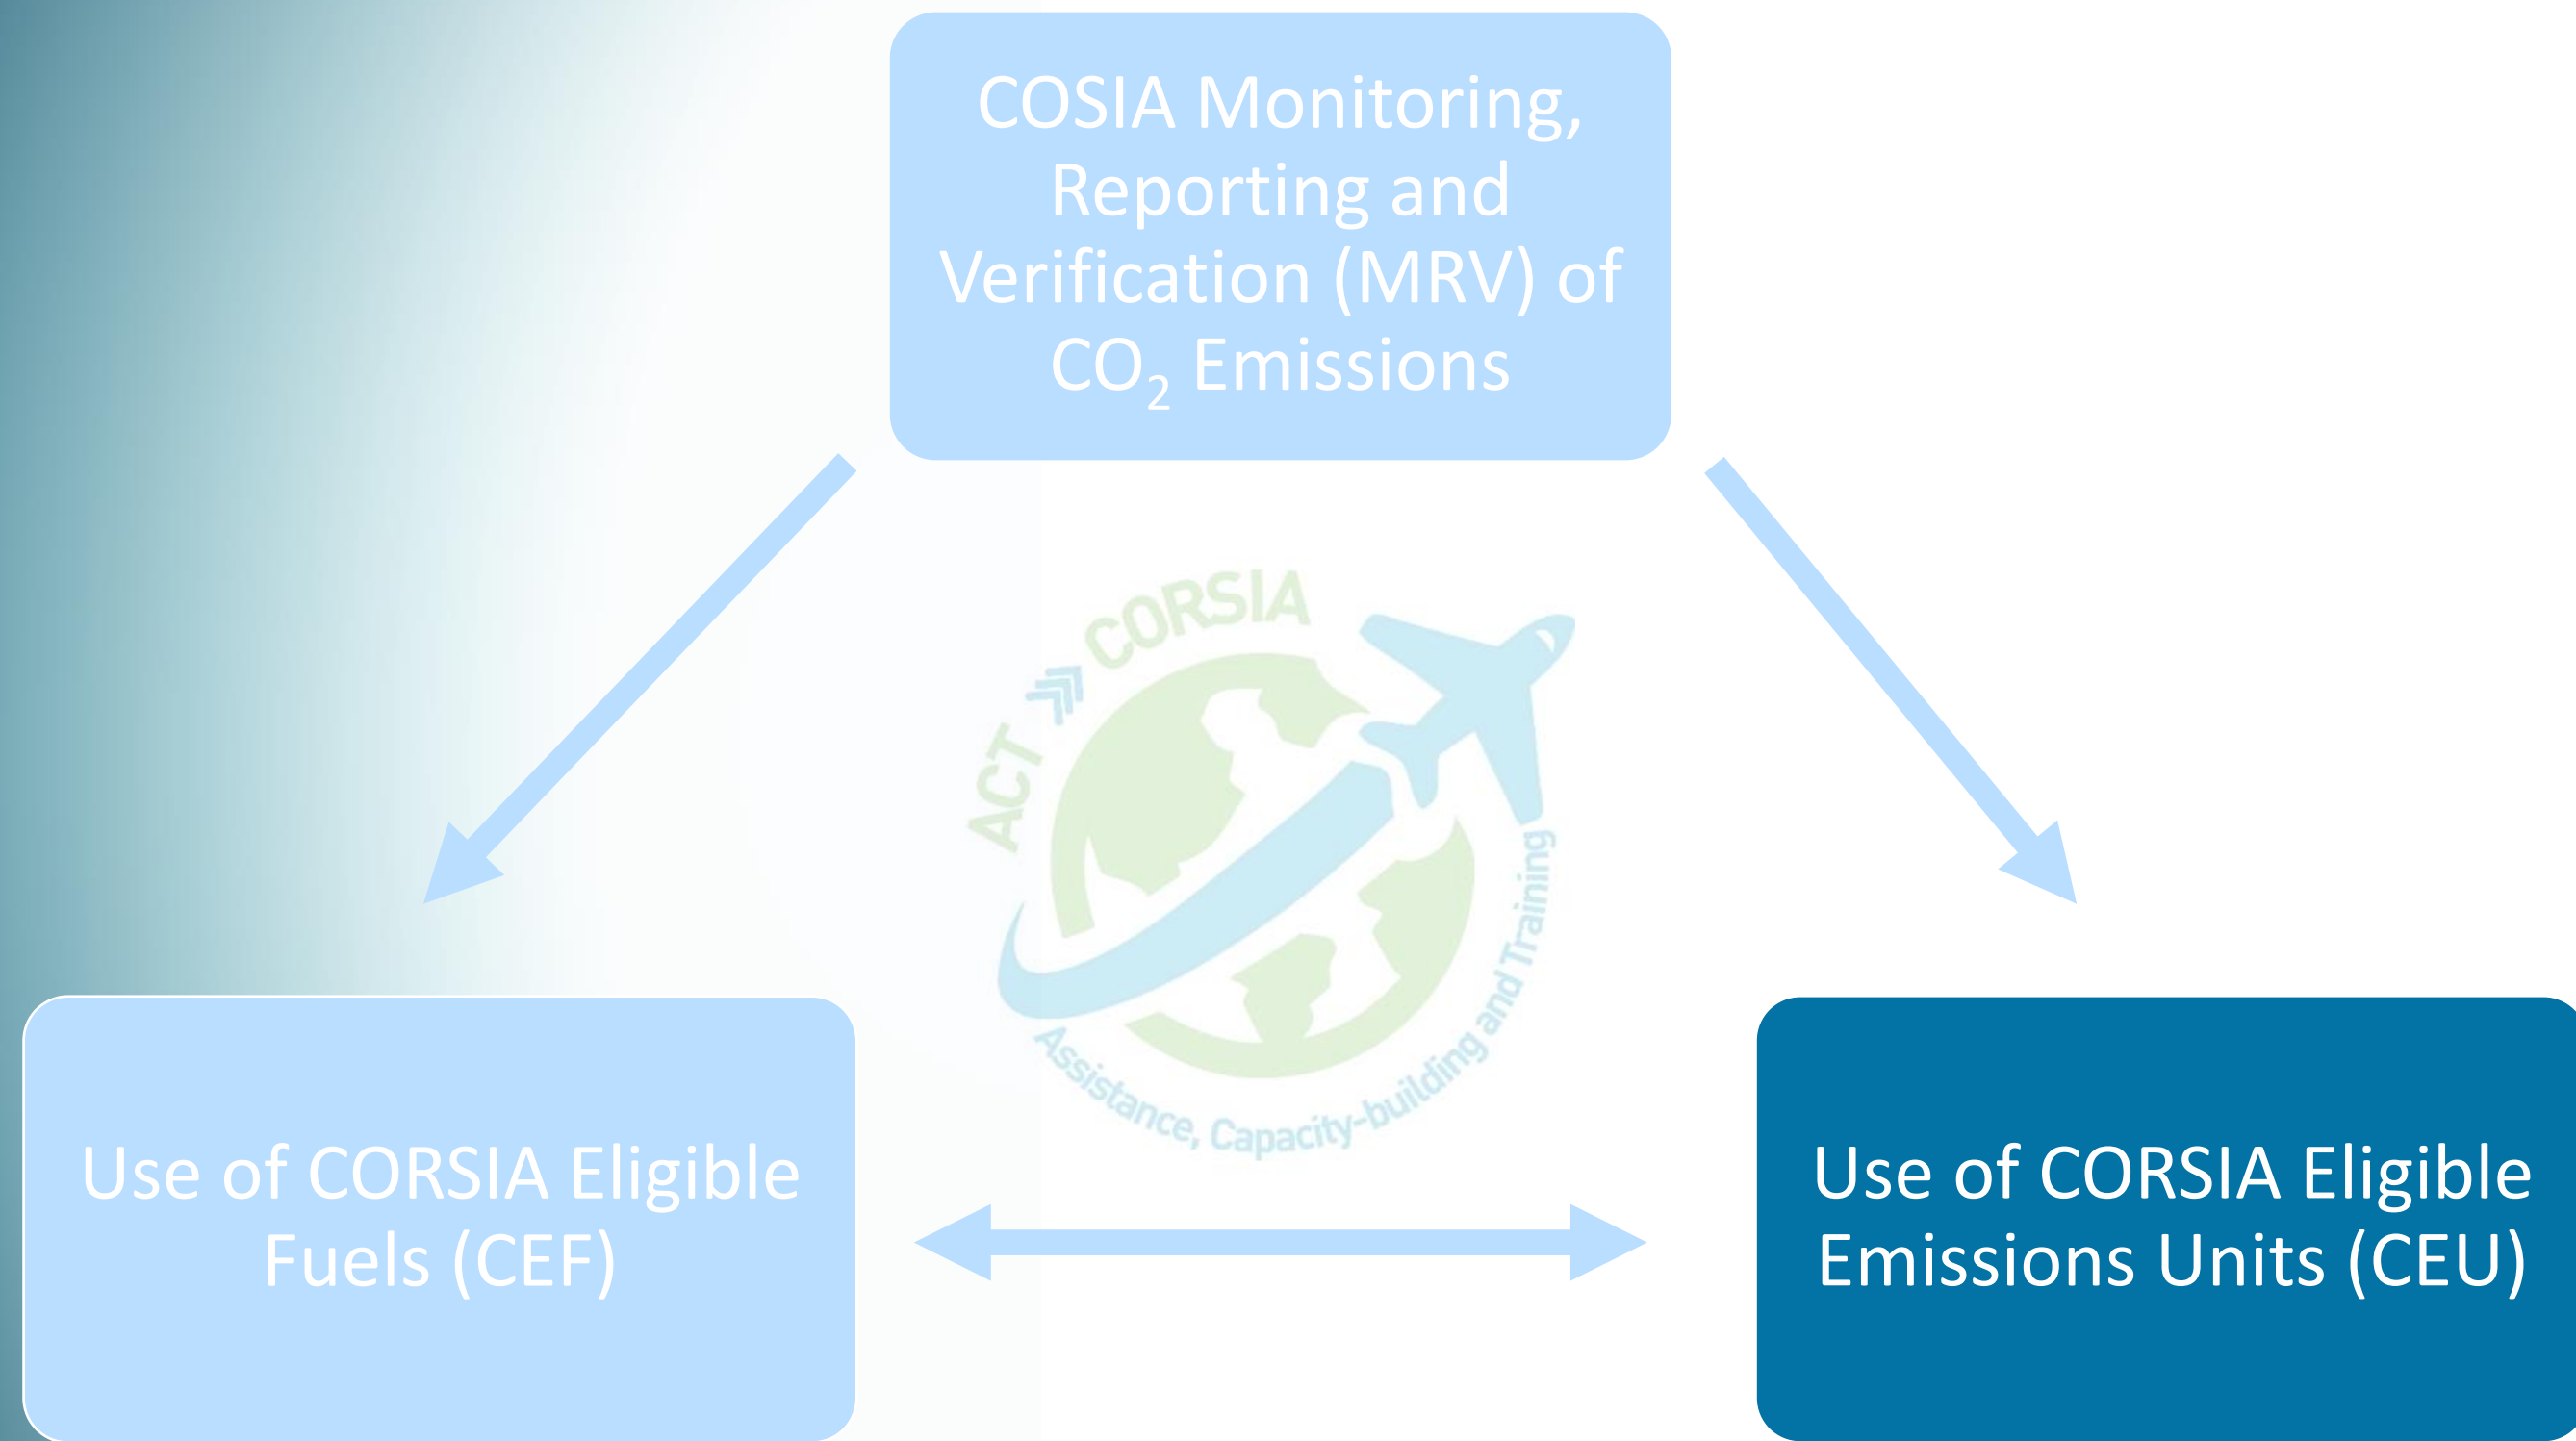 COSIA Monitoring,
Reporting and
Verification (MRV) of
CO₂ Emissions
ACT CORSIA
Assistance, Capacity-building and Training
Use of CORSIA Eligible
Fuels (CEF)
Use of CORSIA Eligible
Emissions Units (CEU)